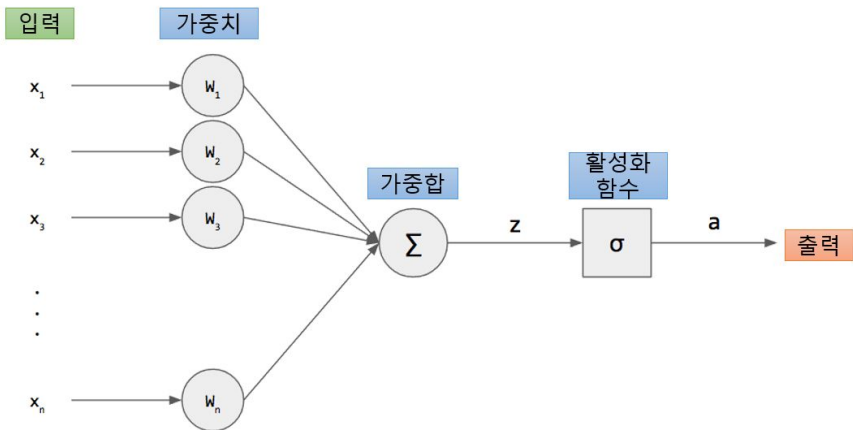 입력
가중치
x₁
W₁
x₂
W₂
x₃
W₃
가중합
Σ
z
활성화
함수
σ
a
출력
.
.
.
xₙ
Wₙ